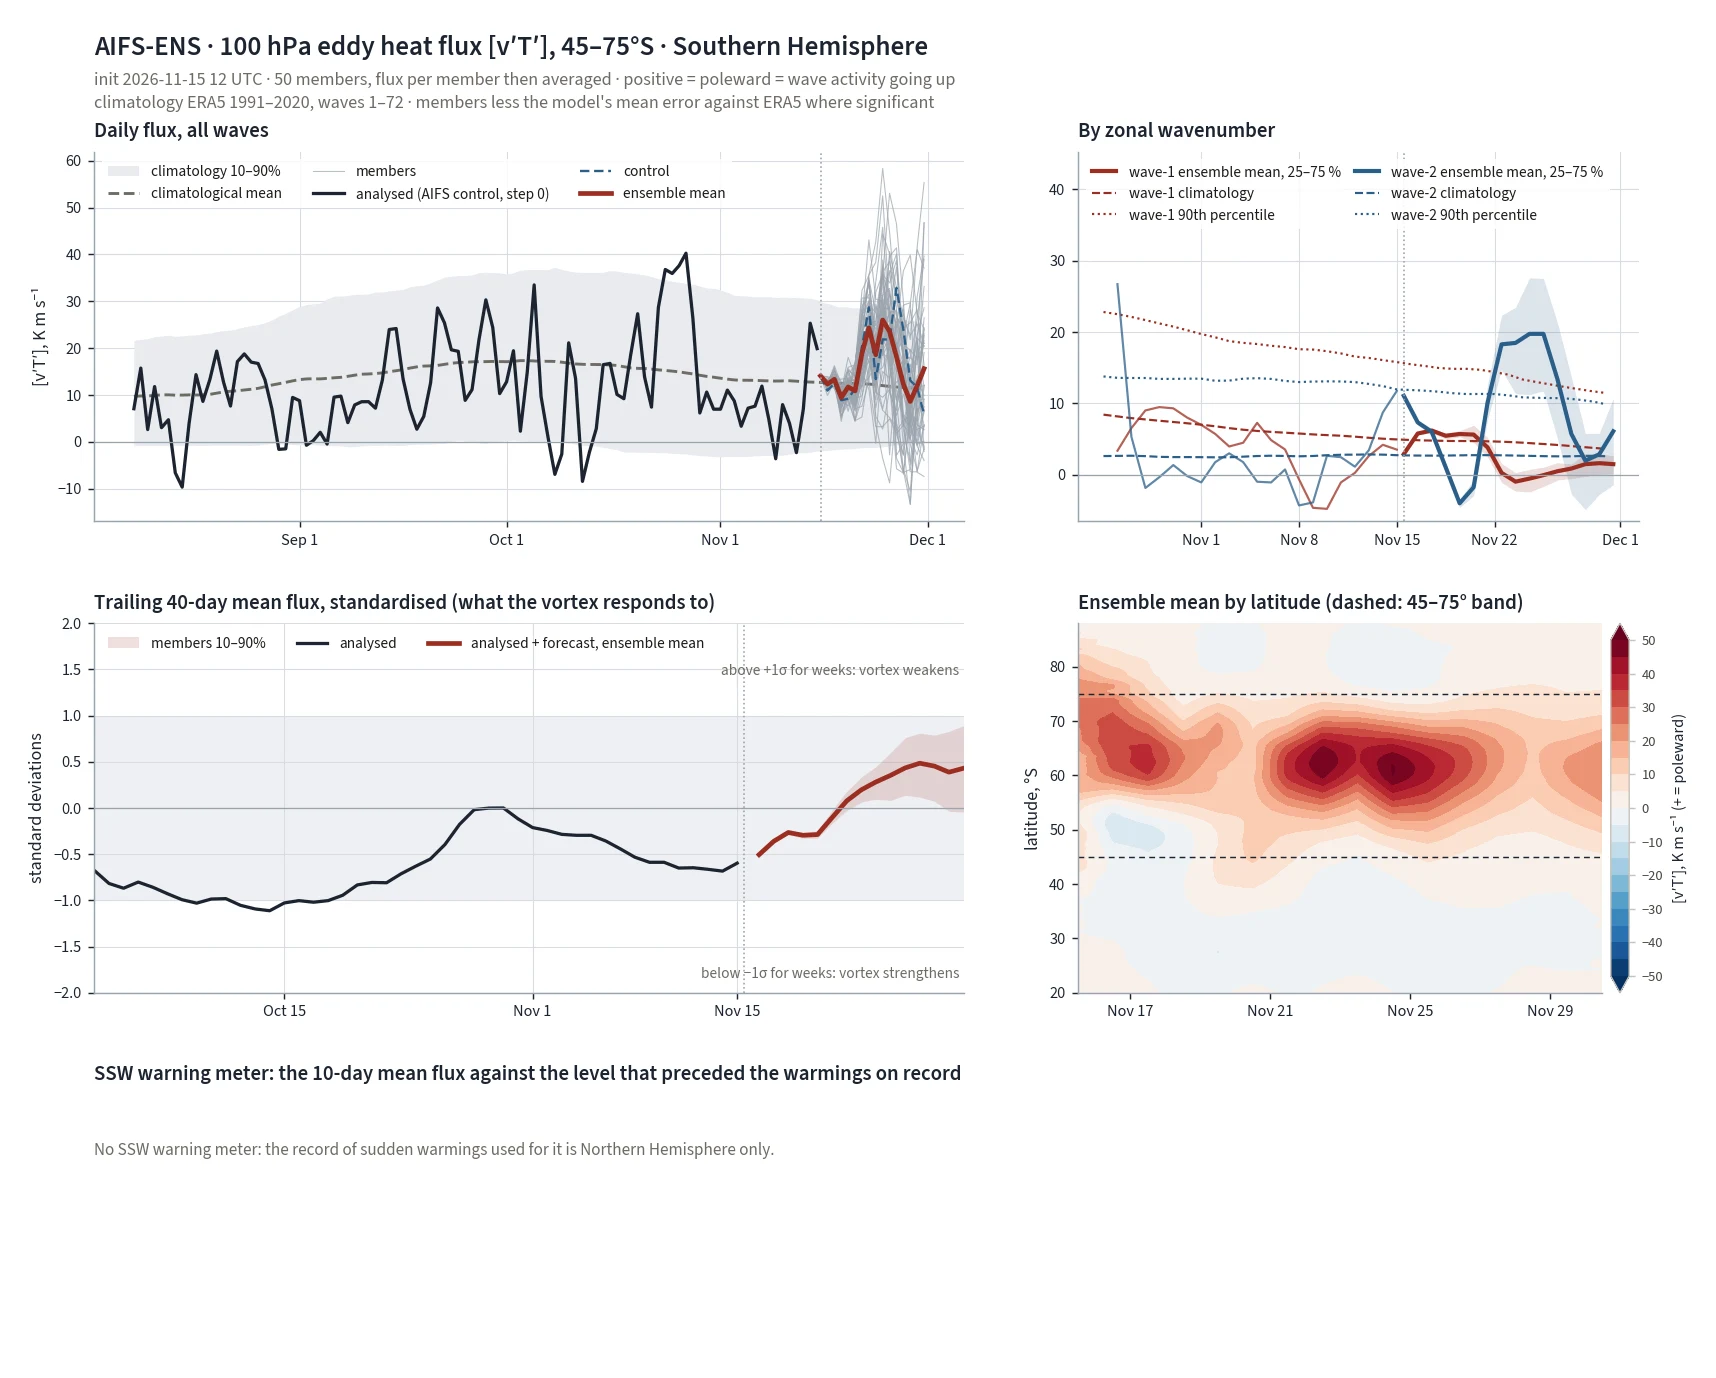 AIFS-ENS · 100 hPa eddy heat flux [v′T′], 45–75°S · Southern Hemisphere
init 2026-11-15 12 UTC · 50 members, flux per member then averaged · positive = poleward = wave activity going up
climatology ERA5 1991–2020, waves 1–72 · members less the model's mean error against ERA5 where significant
Daily flux, all waves
climatology 10–90%
climatological mean
members
analysed (AIFS control, step 0)
control
ensemble mean
[v′T′], K m s⁻¹
60
50
40
30
20
10
0
−10
Sep 1
Oct 1
Nov 1
Dec 1
By zonal wavenumber
wave-1 ensemble mean, 25–75 %
wave-1 climatology
wave-1 90th percentile
wave-2 ensemble mean, 25–75 %
wave-2 climatology
wave-2 90th percentile
40
30
20
10
0
Nov 1
Nov 8
Nov 15
Nov 22
Dec 1
Trailing 40-day mean flux, standardised (what the vortex responds to)
members 10–90%
analysed
analysed + forecast, ensemble mean
above +1σ for weeks: vortex weakens
below −1σ for weeks: vortex strengthens
standard deviations
2.0
1.5
1.0
0.5
0.0
−0.5
−1.0
−1.5
−2.0
Oct 15
Nov 1
Nov 15
Ensemble mean by latitude (dashed: 45–75° band)
latitude, °S
80
70
60
50
40
30
20
Nov 17
Nov 21
Nov 25
Nov 29
50
40
30
20
10
0
−10
−20
−30
−40
−50
[v′T′], K m s⁻¹ (+ = poleward)
SSW warning meter: the 10-day mean flux against the level that preceded the warmings on record
No SSW warning meter: the record of sudden warmings used for it is Northern Hemisphere only.